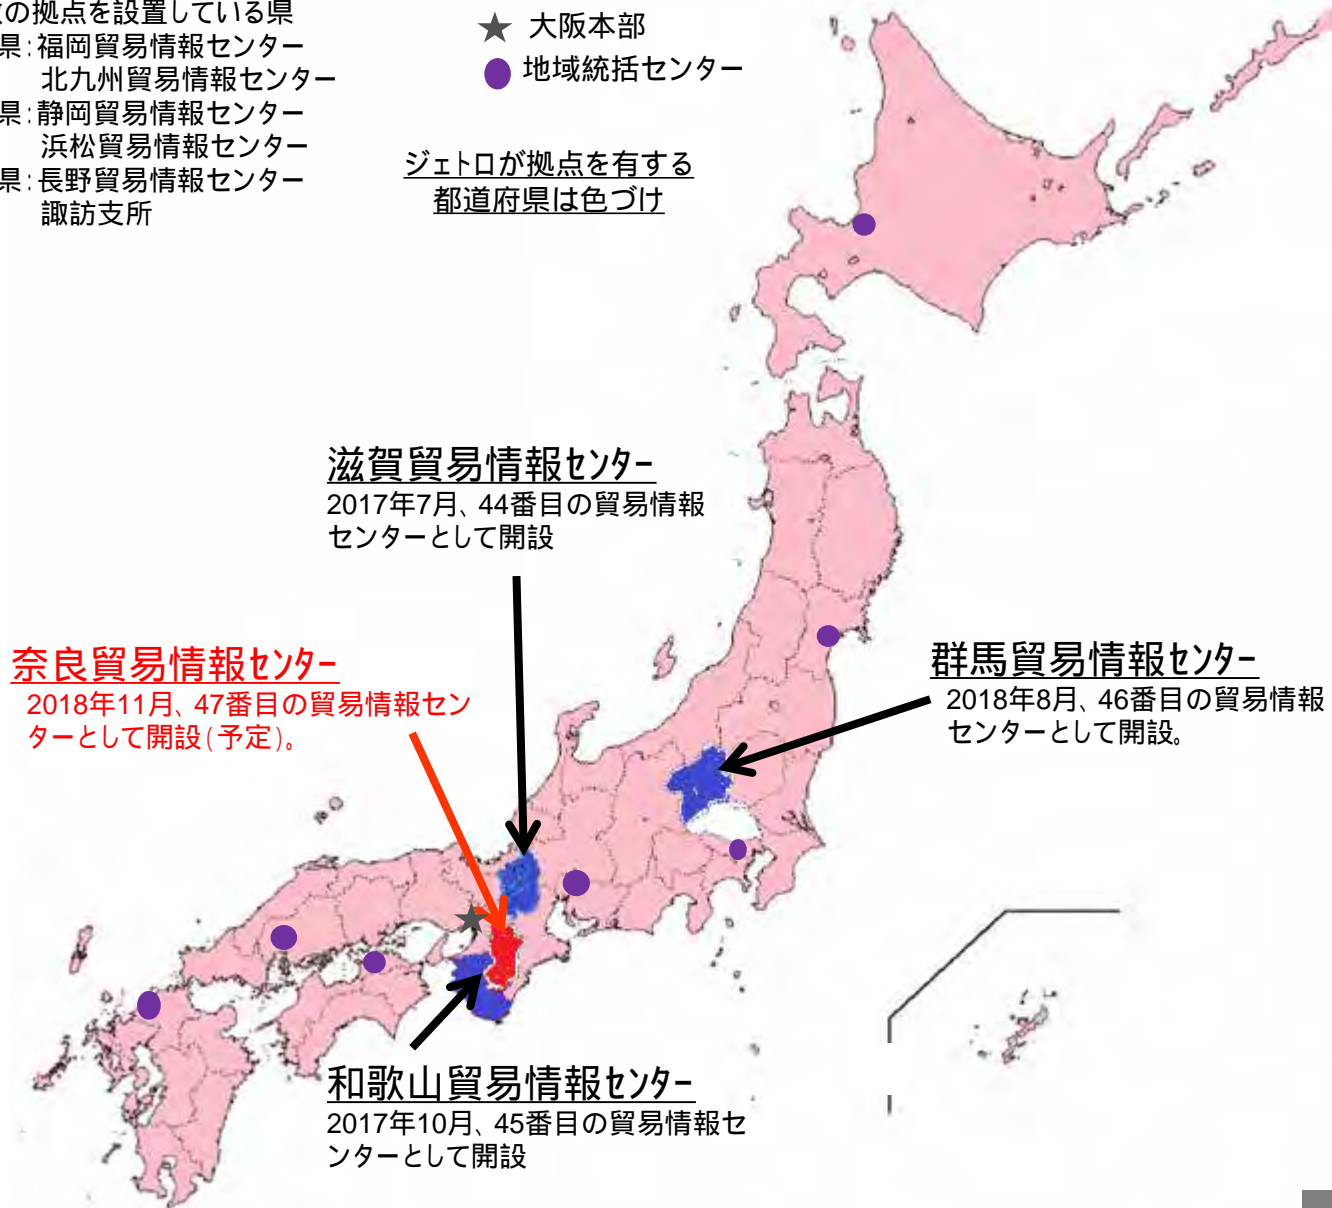 の拠点を設置している県
県：福岡貿易情報センター
北九州貿易情報センター
県：静岡貿易情報センター
浜松貿易情報センター
県：長野貿易情報センター
諏訪支所
★ 大阪本部
● 地域統括センター
ジェトロが拠点を有する
都道府県は色づけ
滋賀貿易情報センター
2017年7月、44番目の貿易情報
センターとして開設
奈良貿易情報センター
2018年11月、47番目の貿易情報セン
ターとして開設（予定）。
群馬貿易情報センター
2018年8月、46番目の貿易情報
センターとして開設。
和歌山貿易情報センター
2017年10月、45番目の貿易情報セ
ンターとして開設